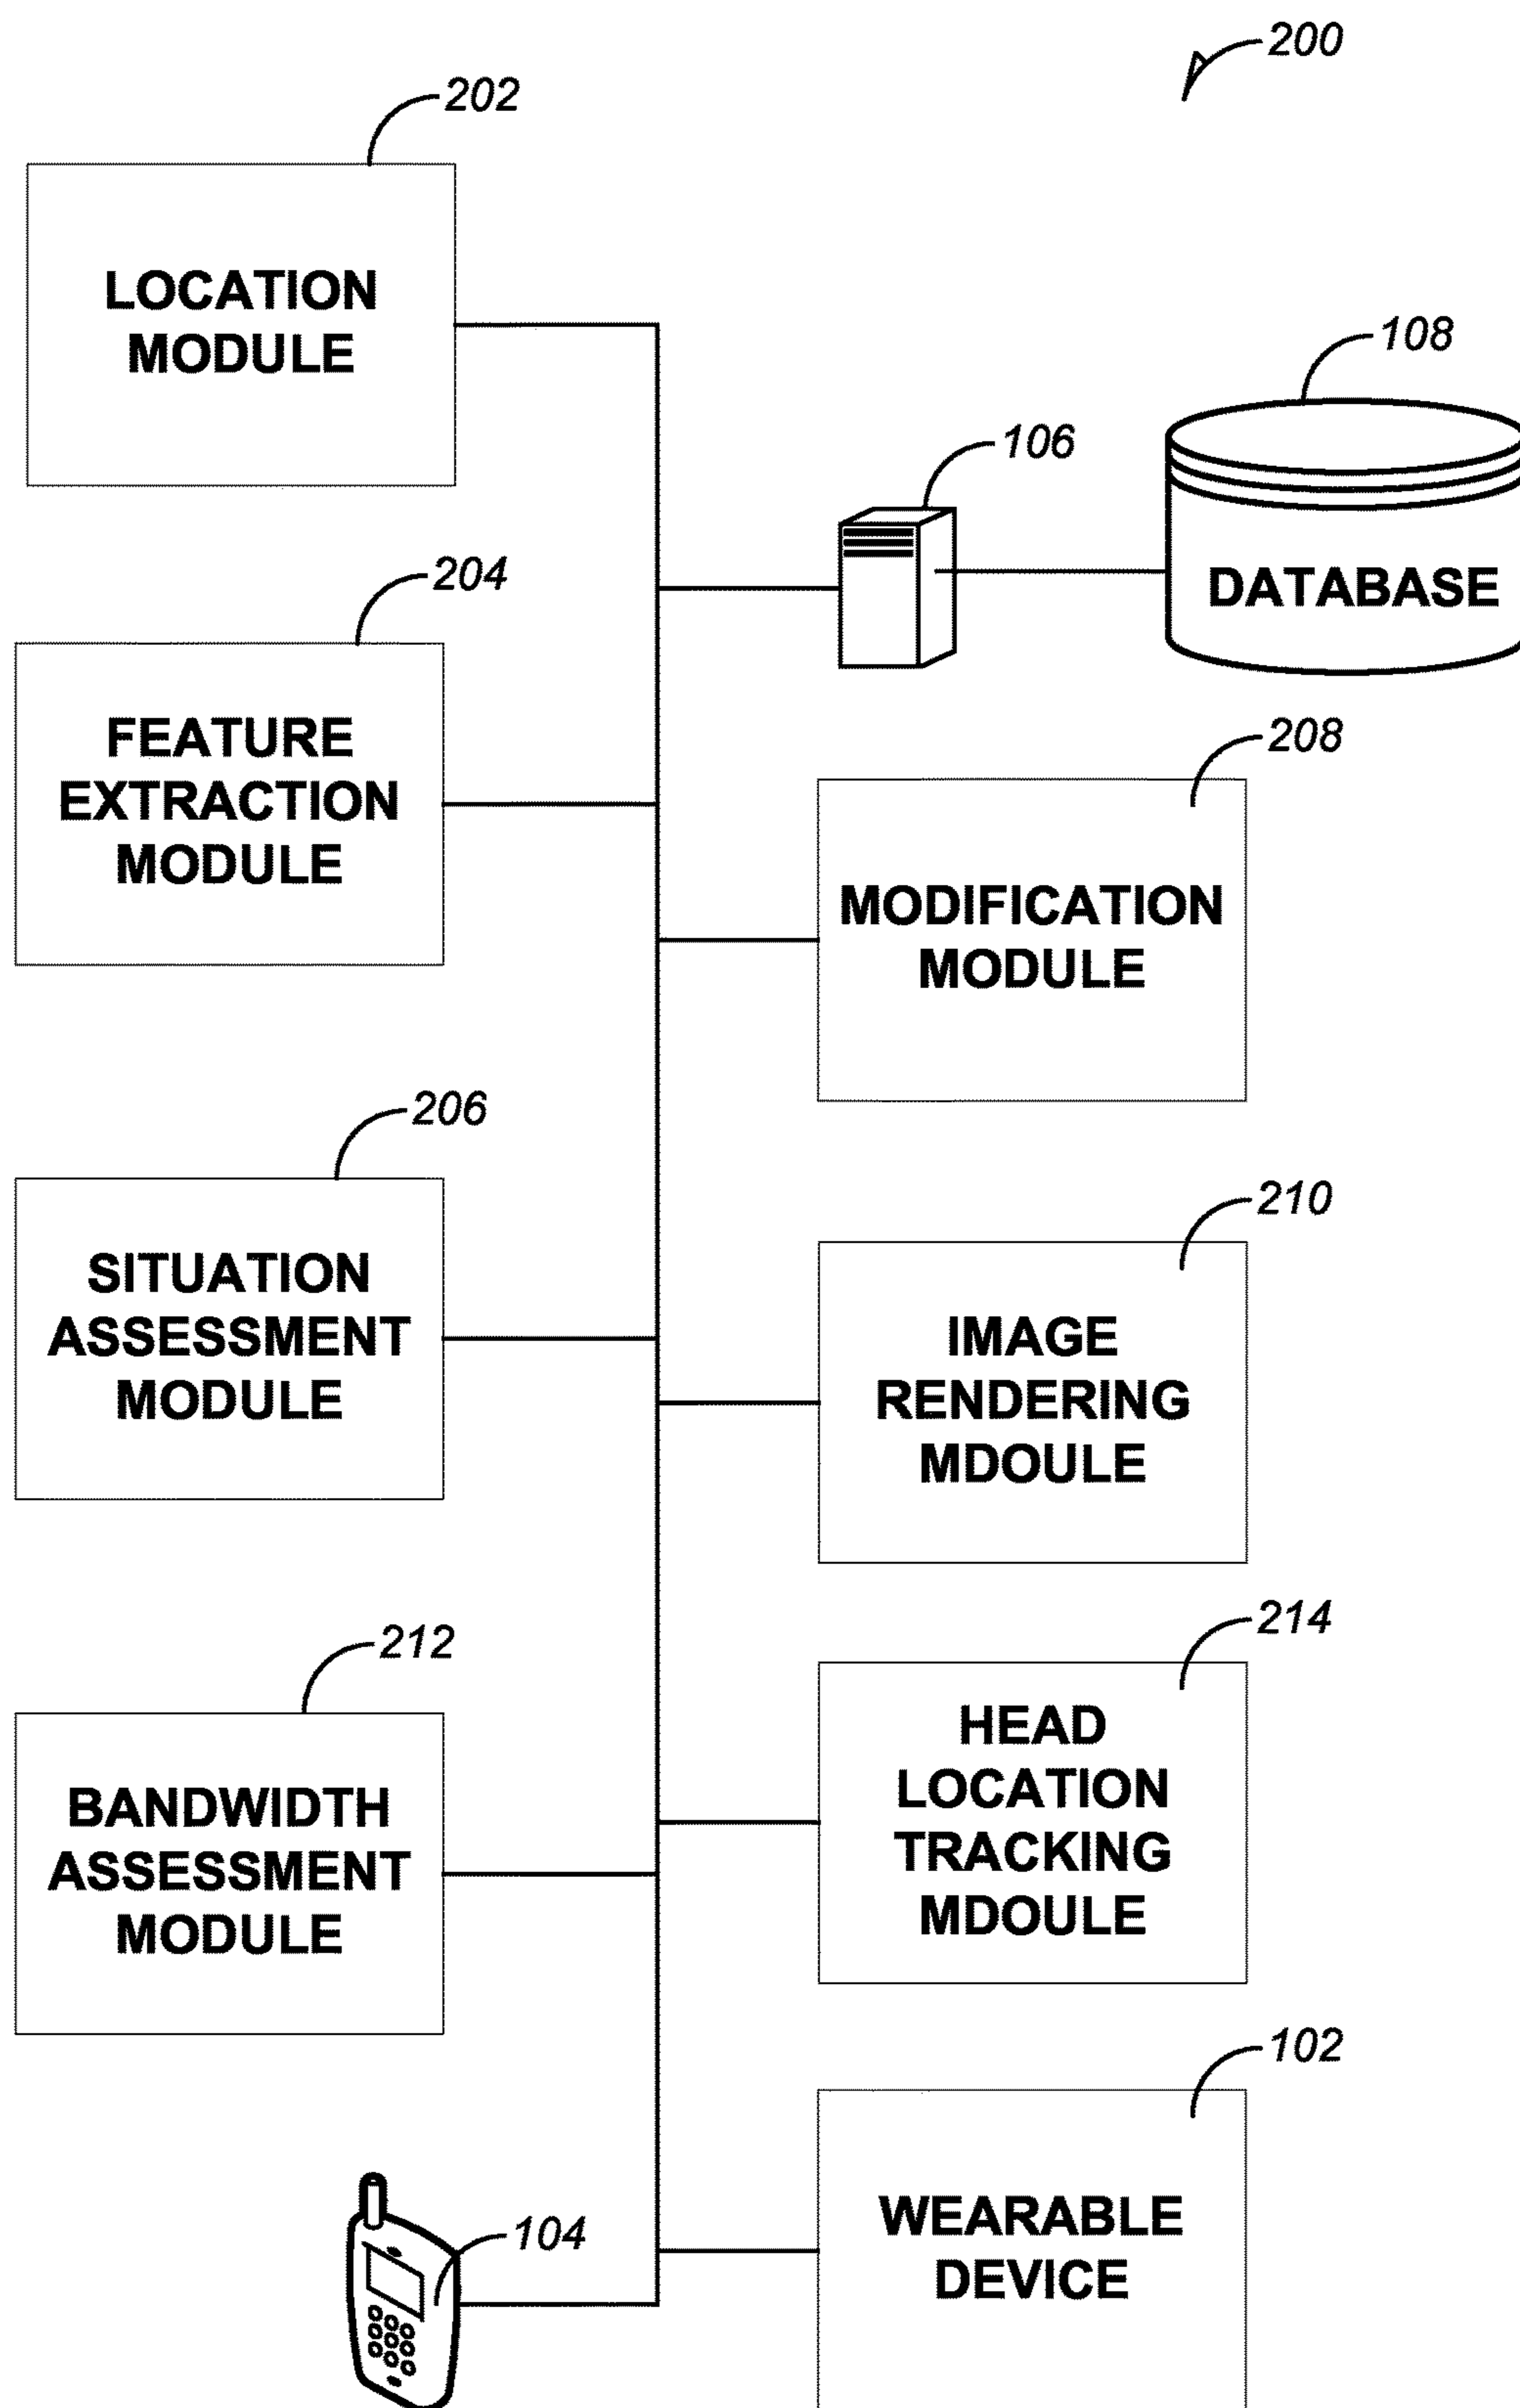 200
202
LOCATION
MODULE
108
106
DATABASE
204
FEATURE
EXTRACTION
MODULE
208
MODIFICATION
MODULE
206
SITUATION
ASSESSMENT
MODULE
210
IMAGE
RENDERING
MDOULE
212
BANDWIDTH
ASSESSMENT
MODULE
214
HEAD
LOCATION
TRACKING
MDOULE
102
WEARABLE
DEVICE
104